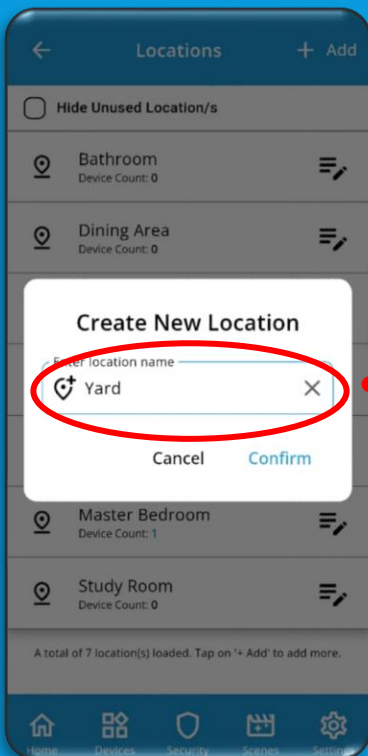 Locations + Add
Hide Unused Location/s
Bathroom
Device Count: 0
Dining Area
Device Count: 0
Create New Location
Enter location name
Yard
Cancel Confirm
Master Bedroom
Device Count: 1
Study Room
Device Count: 0
A total of 7 location(s) loaded. Tap on '+ Add' to add more.
Home Devices Security Scenes Settings